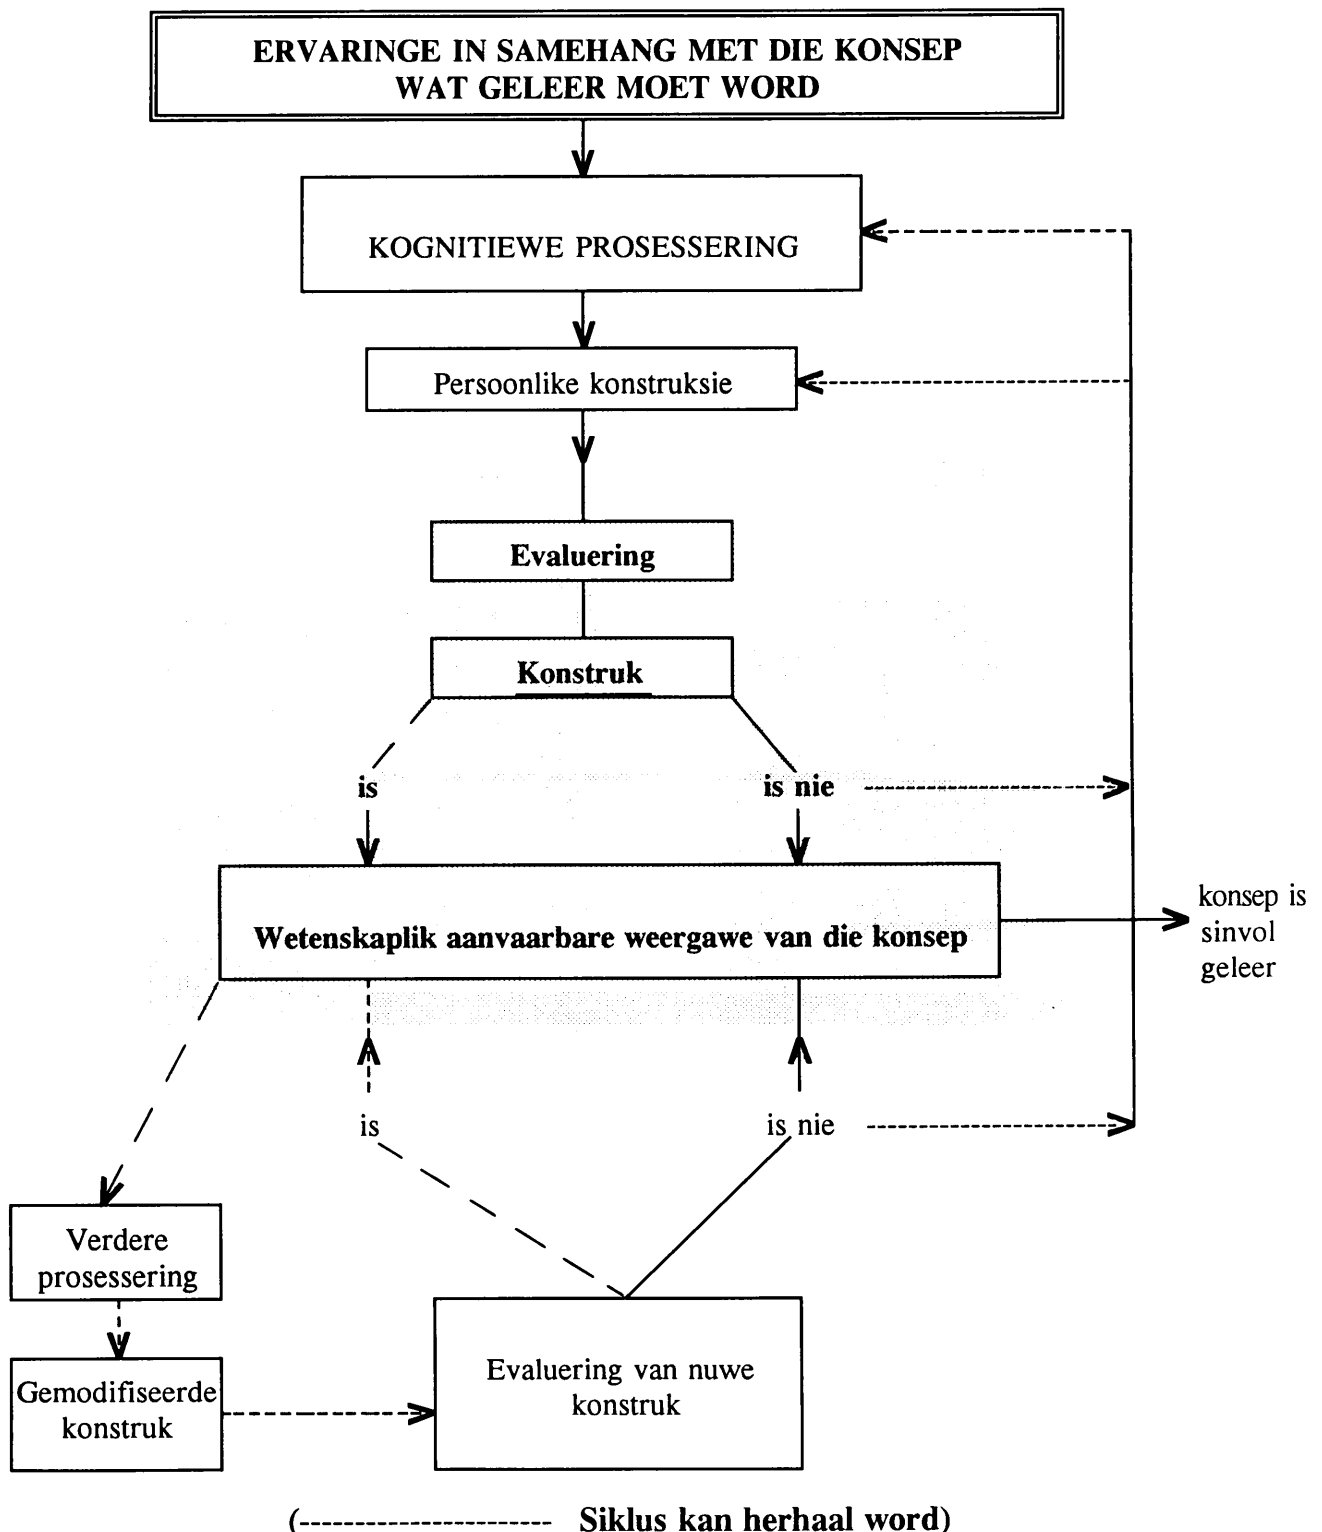 ERVARINGE IN SAMEHANG MET DIE KONSEP
WAT GELEER MOET WORD
KOGNITIEWE PROSESSERING
Persoonlike konstruksie
Evaluering
Konstruk
is
is nie
Wetenskaplik aanvaarbare weergawe van die konsep
konsep is
sinvol
geleer
is
is nie
Verdere
prosessering
Gemodifiseerde
konstruk
Evaluering van nuwe
konstruk
(-------------------- Siklus kan herhaal word)